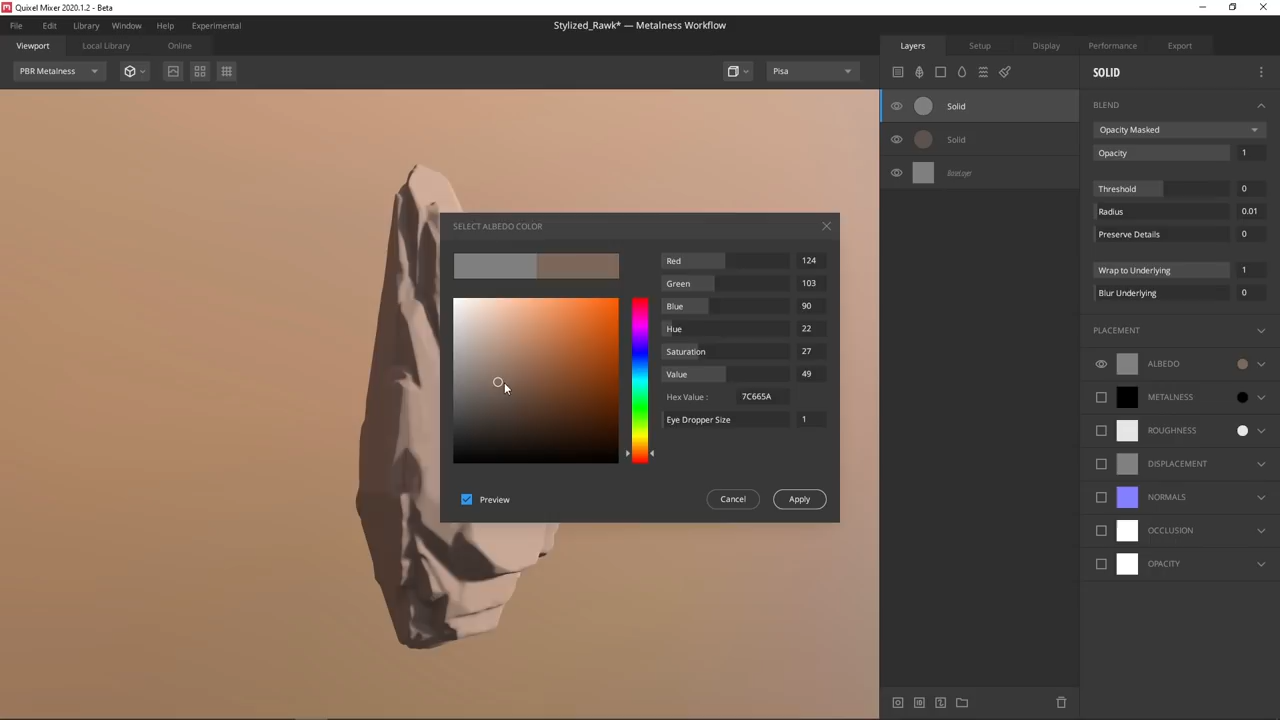 Quixel Mixer 2020.1.2 - Beta
File Edit Library Window Help Experimental
Stylized_Rawk* — Metalness Workflow
Viewport Local Library Online
Layers Setup Display Performance Export
PBR Metalness
Pisa
SOLID
BLEND
Solid
Opacity Masked
Solid
Opacity 1
BaseLayer
Threshold 0
Radius 0.01
Preserve Details 0
Wrap to Underlying 1
Blur Underlying 0
PLACEMENT
ALBEDO
METALNESS
ROUGHNESS
DISPLACEMENT
NORMALS
OCCLUSION
OPACITY
SELECT ALBEDO COLOR
Red 124
Green 103
Blue 90
Hue 22
Saturation 27
Value 49
Hex Value : 7C665A
Eye Dropper Size 1
Preview
Cancel Apply